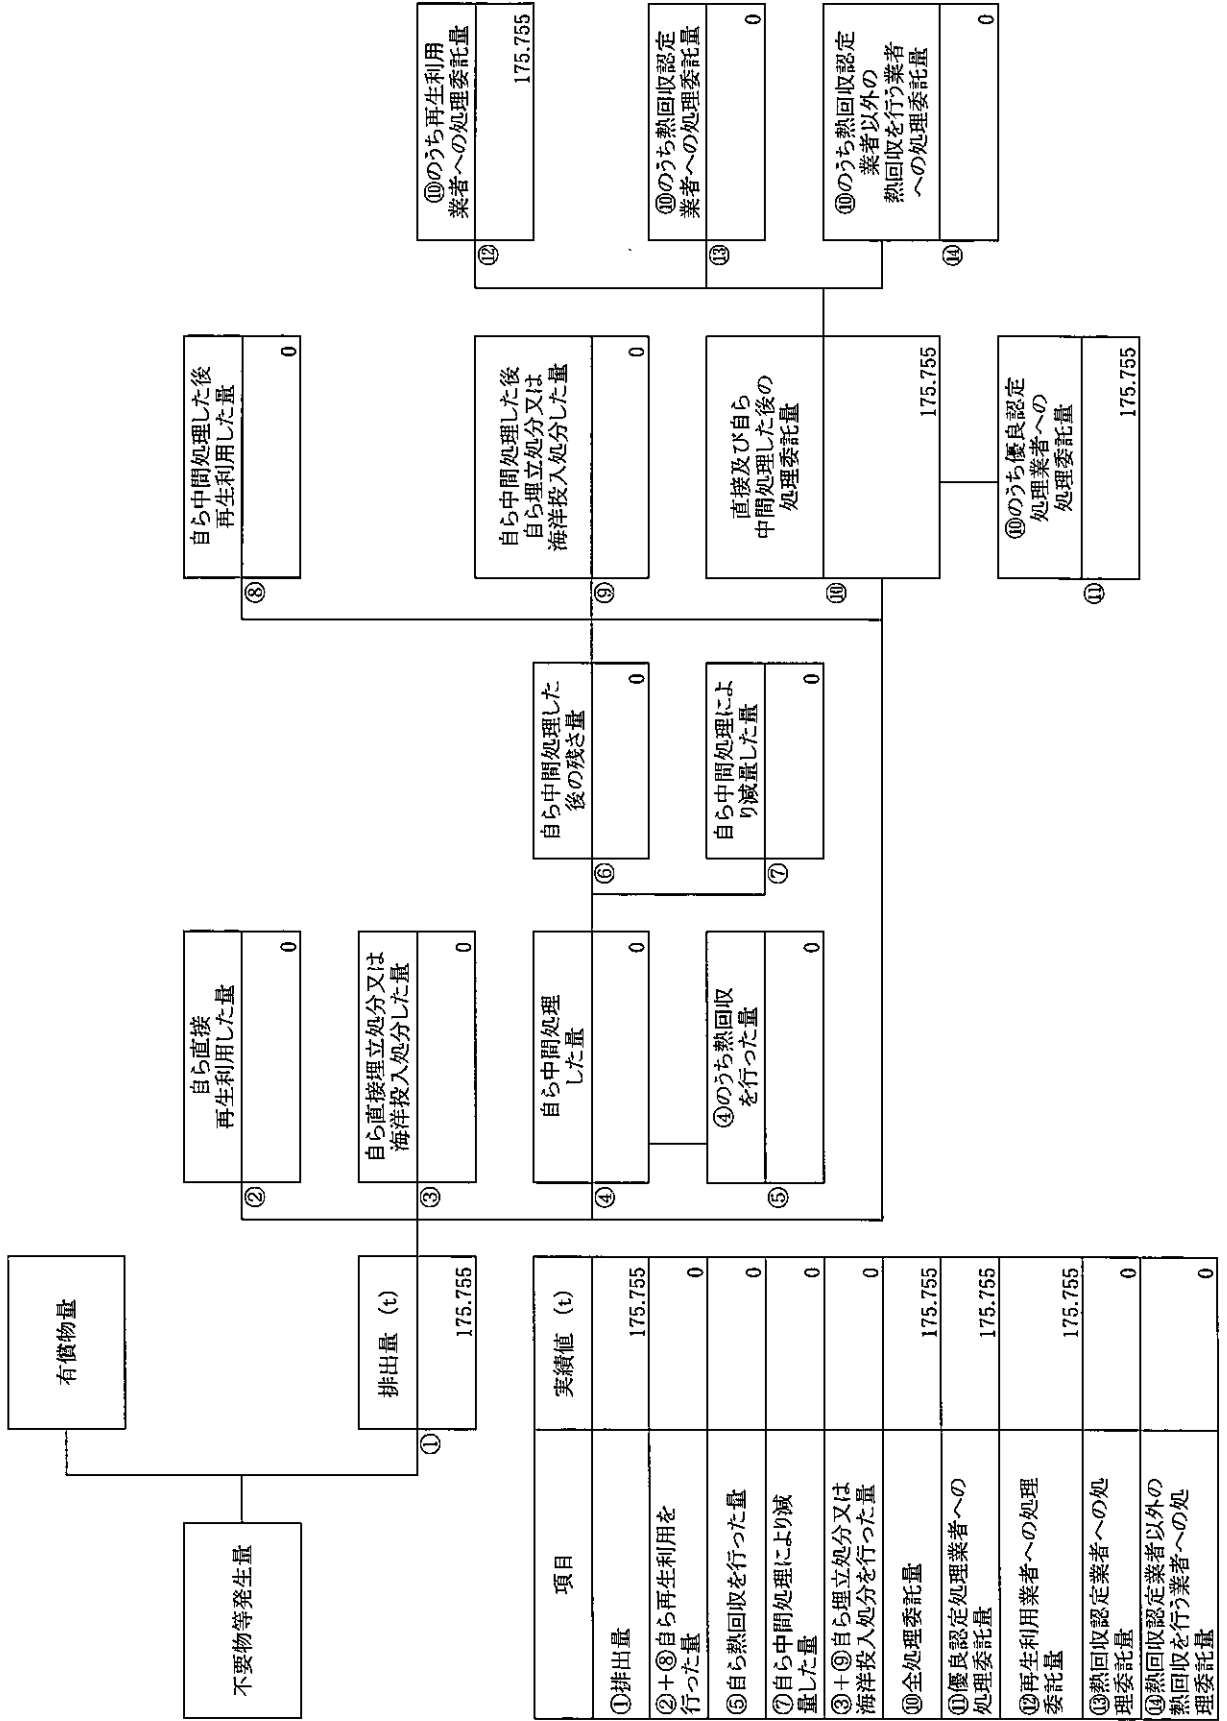 有償物量
不要物等発生量
排出量 (t)
①
175.755
自ら直接
再生利用した量
②
0
自ら直接埋立処分又は
海洋投入処分した量
③
0
自ら中間処理
した量
④
0
④のうち熱回収
を行った量
⑤
0
自ら中間処理した
後の残さ量
⑥
0
自ら中間処理によ
り減量した量
⑦
0
自ら中間処理した後
再生利用した量
⑧
0
自ら中間処理した後
自ら埋立処分又は
海洋投入処分した量
⑨
0
直接及び自ら
中間処理した後の
処理委託量
⑩
175.755
⑩のうち優良認定
処理業者への
処理委託量
⑪
175.755
⑩のうち再生利用
業者への処理委託量
⑫
175.755
⑩のうち熱回収認定
業者への処理委託量
⑬
0
⑩のうち熱回収認定
業者以外の
熱回収を行う業者
への処理委託量
⑭
0
項目 実績値 (t)
①排出量 175.755
②+⑧自ら再生利用を
行った量 0
⑤自ら熱回収を行った量 0
⑦自ら中間処理により減
量した量 0
③+⑨自ら埋立処分又は
海洋投入処分を行った量 0
⑩全処理委託量 175.755
⑪優良認定処理業者への
処理委託量 175.755
⑫再生利用業者への処理
委託量 175.755
⑬熱回収認定業者への処
理委託量 0
⑭熱回収認定業者以外の
熱回収を行う業者への処
理委託量 0